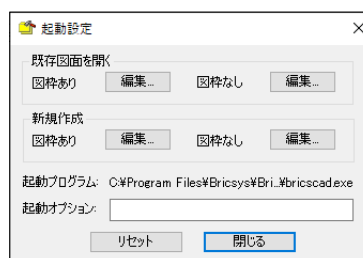 起動設定
既存図面を開く
図枠あり 編集... 図枠なし 編集...
新規作成
図枠あり 編集... 図枠なし 編集...
起動プログラム: C:¥Program Files¥Bricsys¥Bri..¥bricscad.exe
起動オプション:
リセット 閉じる